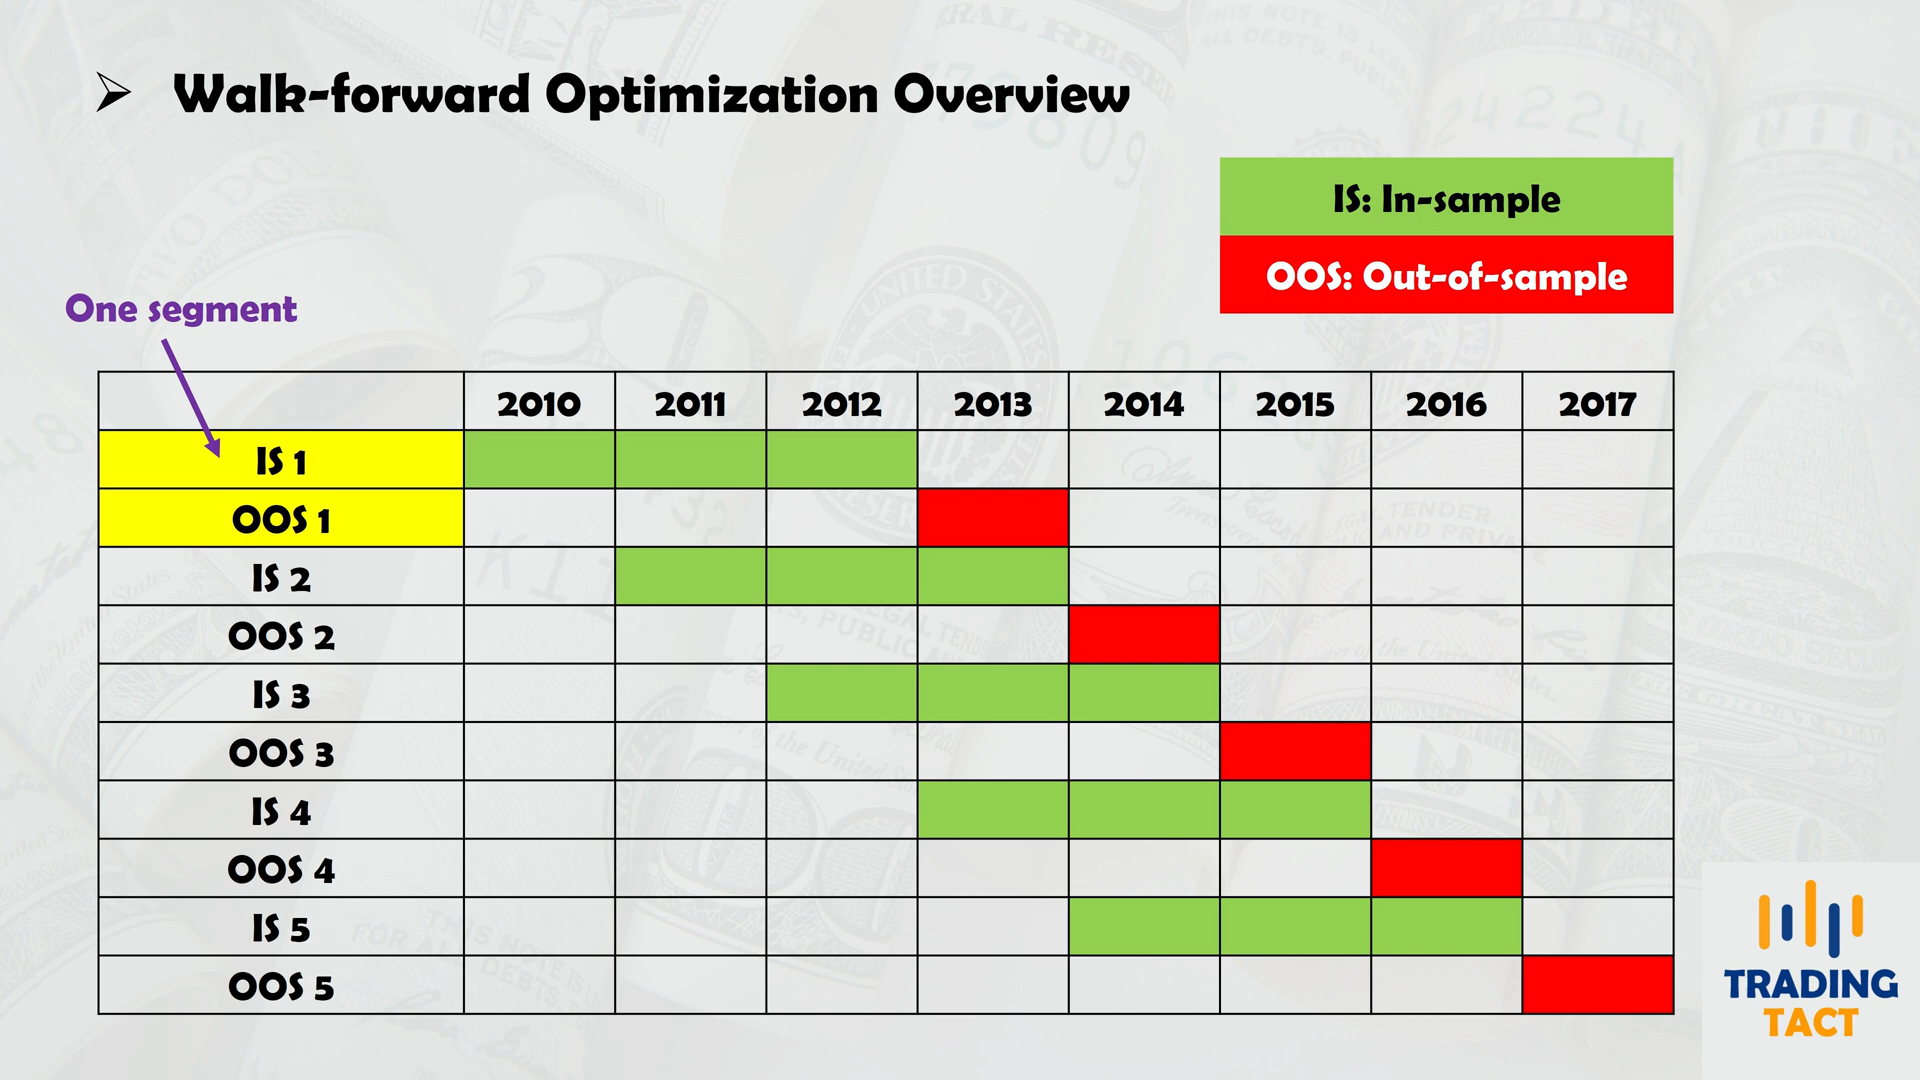 Walk-forward Optimization Overview
IS: In-sample
OOS: Out-of-sample
One segment
2010 2011 2012 2013 2014 2015 2016 2017
IS 1
OOS 1
IS 2
OOS 2
IS 3
OOS 3
IS 4
OOS 4
IS 5
OOS 5
TRADING
TACT